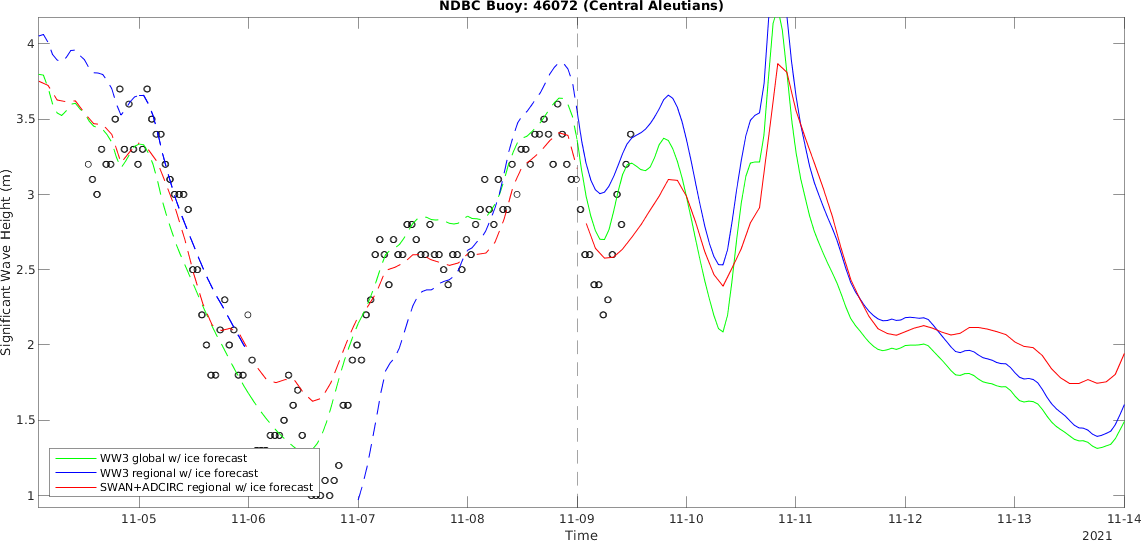 NDBC Buoy: 46072 (Central Aleutians)
Significant Wave Height (m)
4
3.5
3
2.5
2
1.5
1
WW3 global w/ ice forecast
WW3 regional w/ ice forecast
SWAN+ADCIRC regional w/ ice forecast
11-05 11-06 11-07 11-08 11-09 11-10 11-11 11-12 11-13 11-14
Time 2021